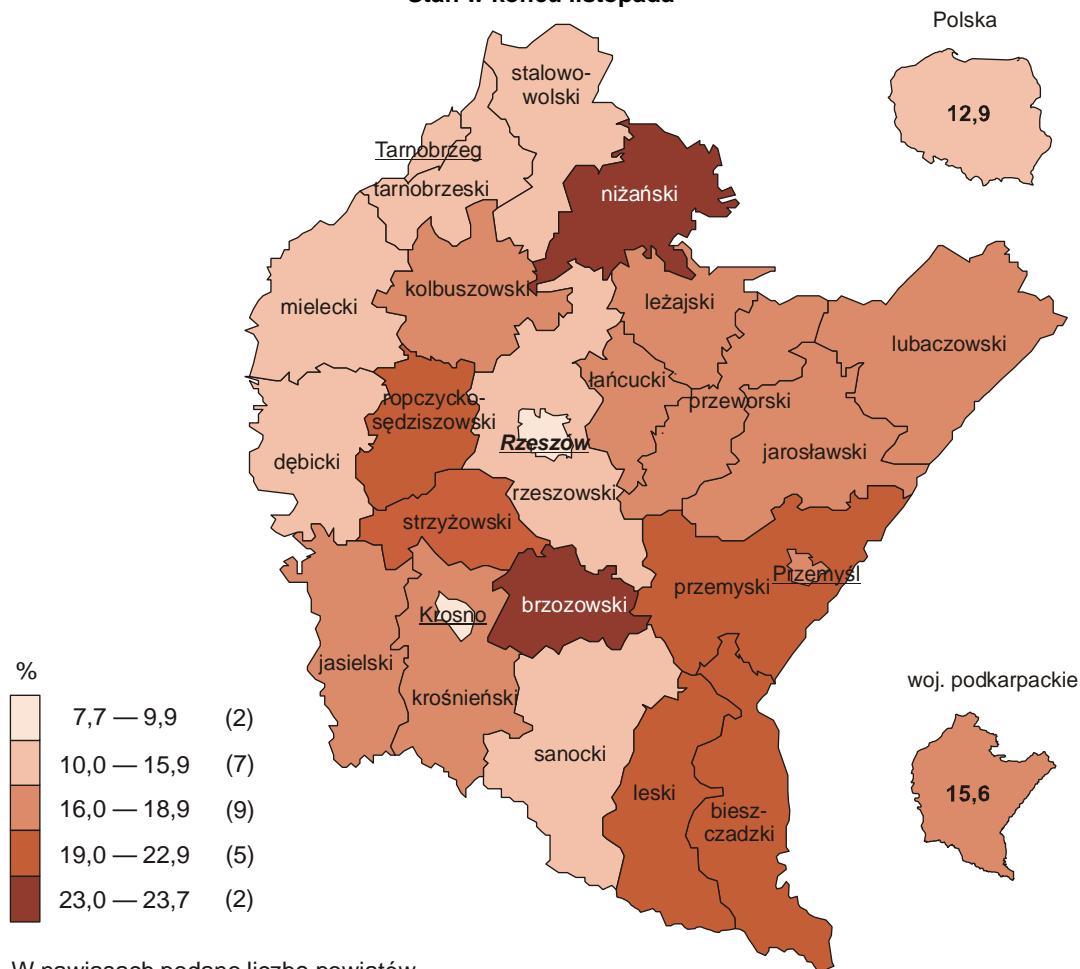 Polska
12,9
stalowo-
wolski
Tarnobrzeg
tarnobrzeski
niżański
mielecki
kolbuszowski
leżajski
lubaczowski
łańcucki
ropczycko-
sędziszowski
przeworski
Rzeszów
dębicki
jarosławski
rzeszowski
strzyżowski
przemyski
Przemyśl
brzozowski
Krosno
jasielski
krośnieński
sanocki
leski
biesz-
czadzki
woj. podkarpackie
15,6
%
7,7 — 9,9 (2)
10,0 — 15,9 (7)
16,0 — 18,9 (9)
19,0 — 22,9 (5)
23,0 — 23,7 (2)